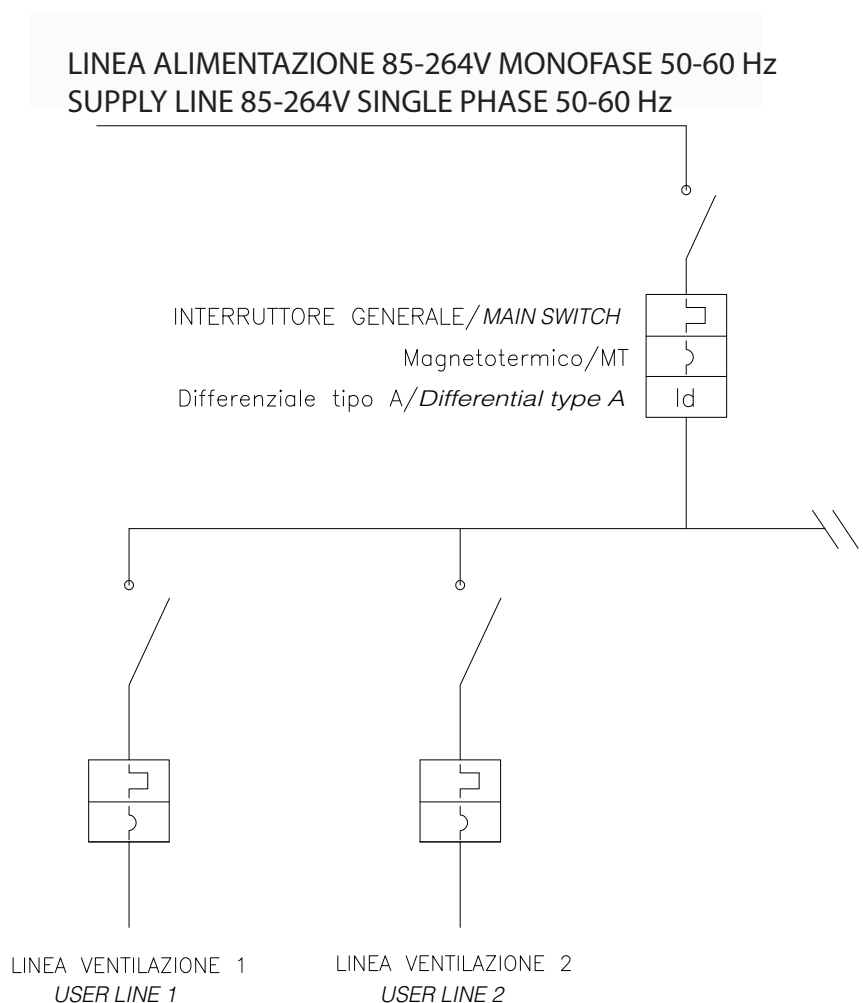 LINEA ALIMENTAZIONE 85-264V MONOFASE 50-60 Hz
SUPPLY LINE 85-264V SINGLE PHASE 50-60 Hz
INTERRUTTORE GENERALE/MAIN SWITCH
Magnetotermico/MT
Differenziale tipo A/Differential type A
Id
LINEA VENTILAZIONE 1
USER LINE 1
LINEA VENTILAZIONE 2
USER LINE 2